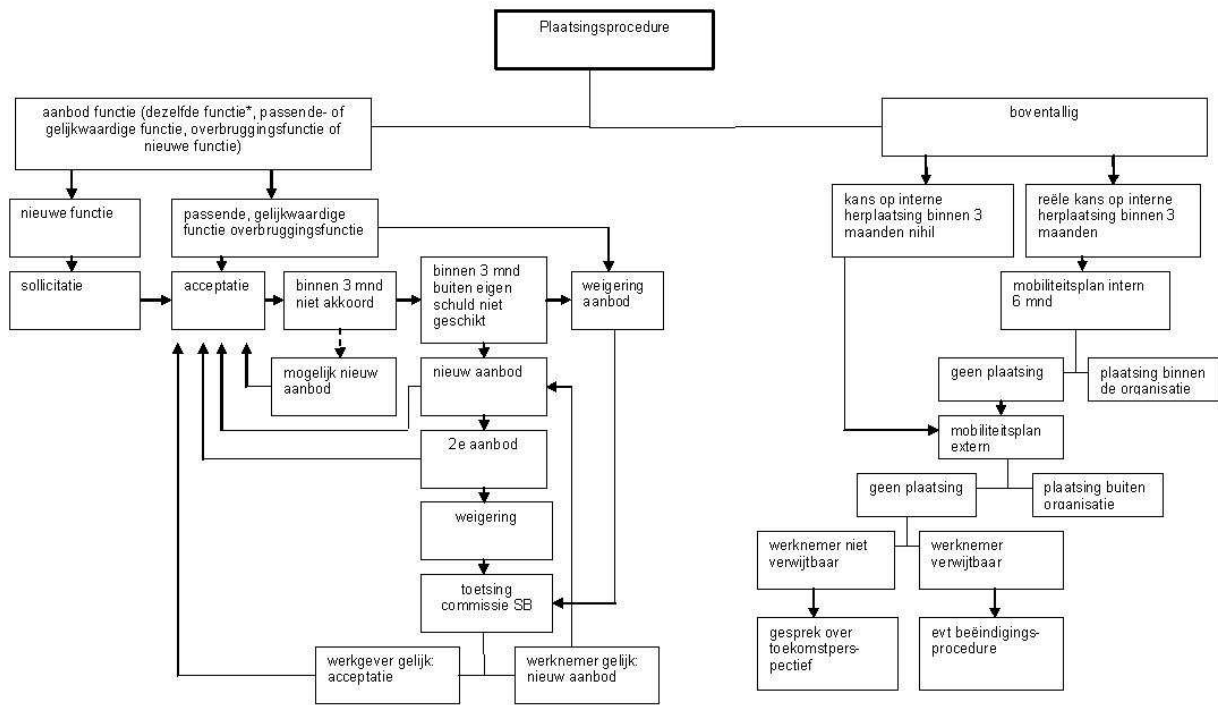 Plaatsingsprocedure
aanbod functie (dezelfde functie*, passende- of
gelijkwaardige functie, overbruggingsfunctie of
nieuwe functie)
boventallig
nieuwe functie
passende, gelijkwaardige
functie overbruggingsfunctie
kans op interne
herplaatsing binnen 3
maanden nihil
reële kans op interne
herplaatsing binnen 3
maanden
sollicitatie
acceptatie
binnen 3 mnd
niet akkoord
binnen 3 mnd
buiten eigen
schuld niet
geschikt
weigering
aanbod
mobiliteitsplan intern
6 mnd
mogelijk nieuw
aanbod
nieuw aanbod
geen plaatsing
plaatsing binnen
de organisatie
2e aanbod
mobiliteitsplan
extern
weigering
geen plaatsing
plaatsing buiten
organisatie
toetsing
commissie SB
werknemer niet
verwijtbaar
werknemer
verwijtbaar
werkgever gelijk:
acceptatie
werknemer gelijk:
nieuw aanbod
gesprek over
toekomstpers-
pectief
evt beëindigings-
procedure